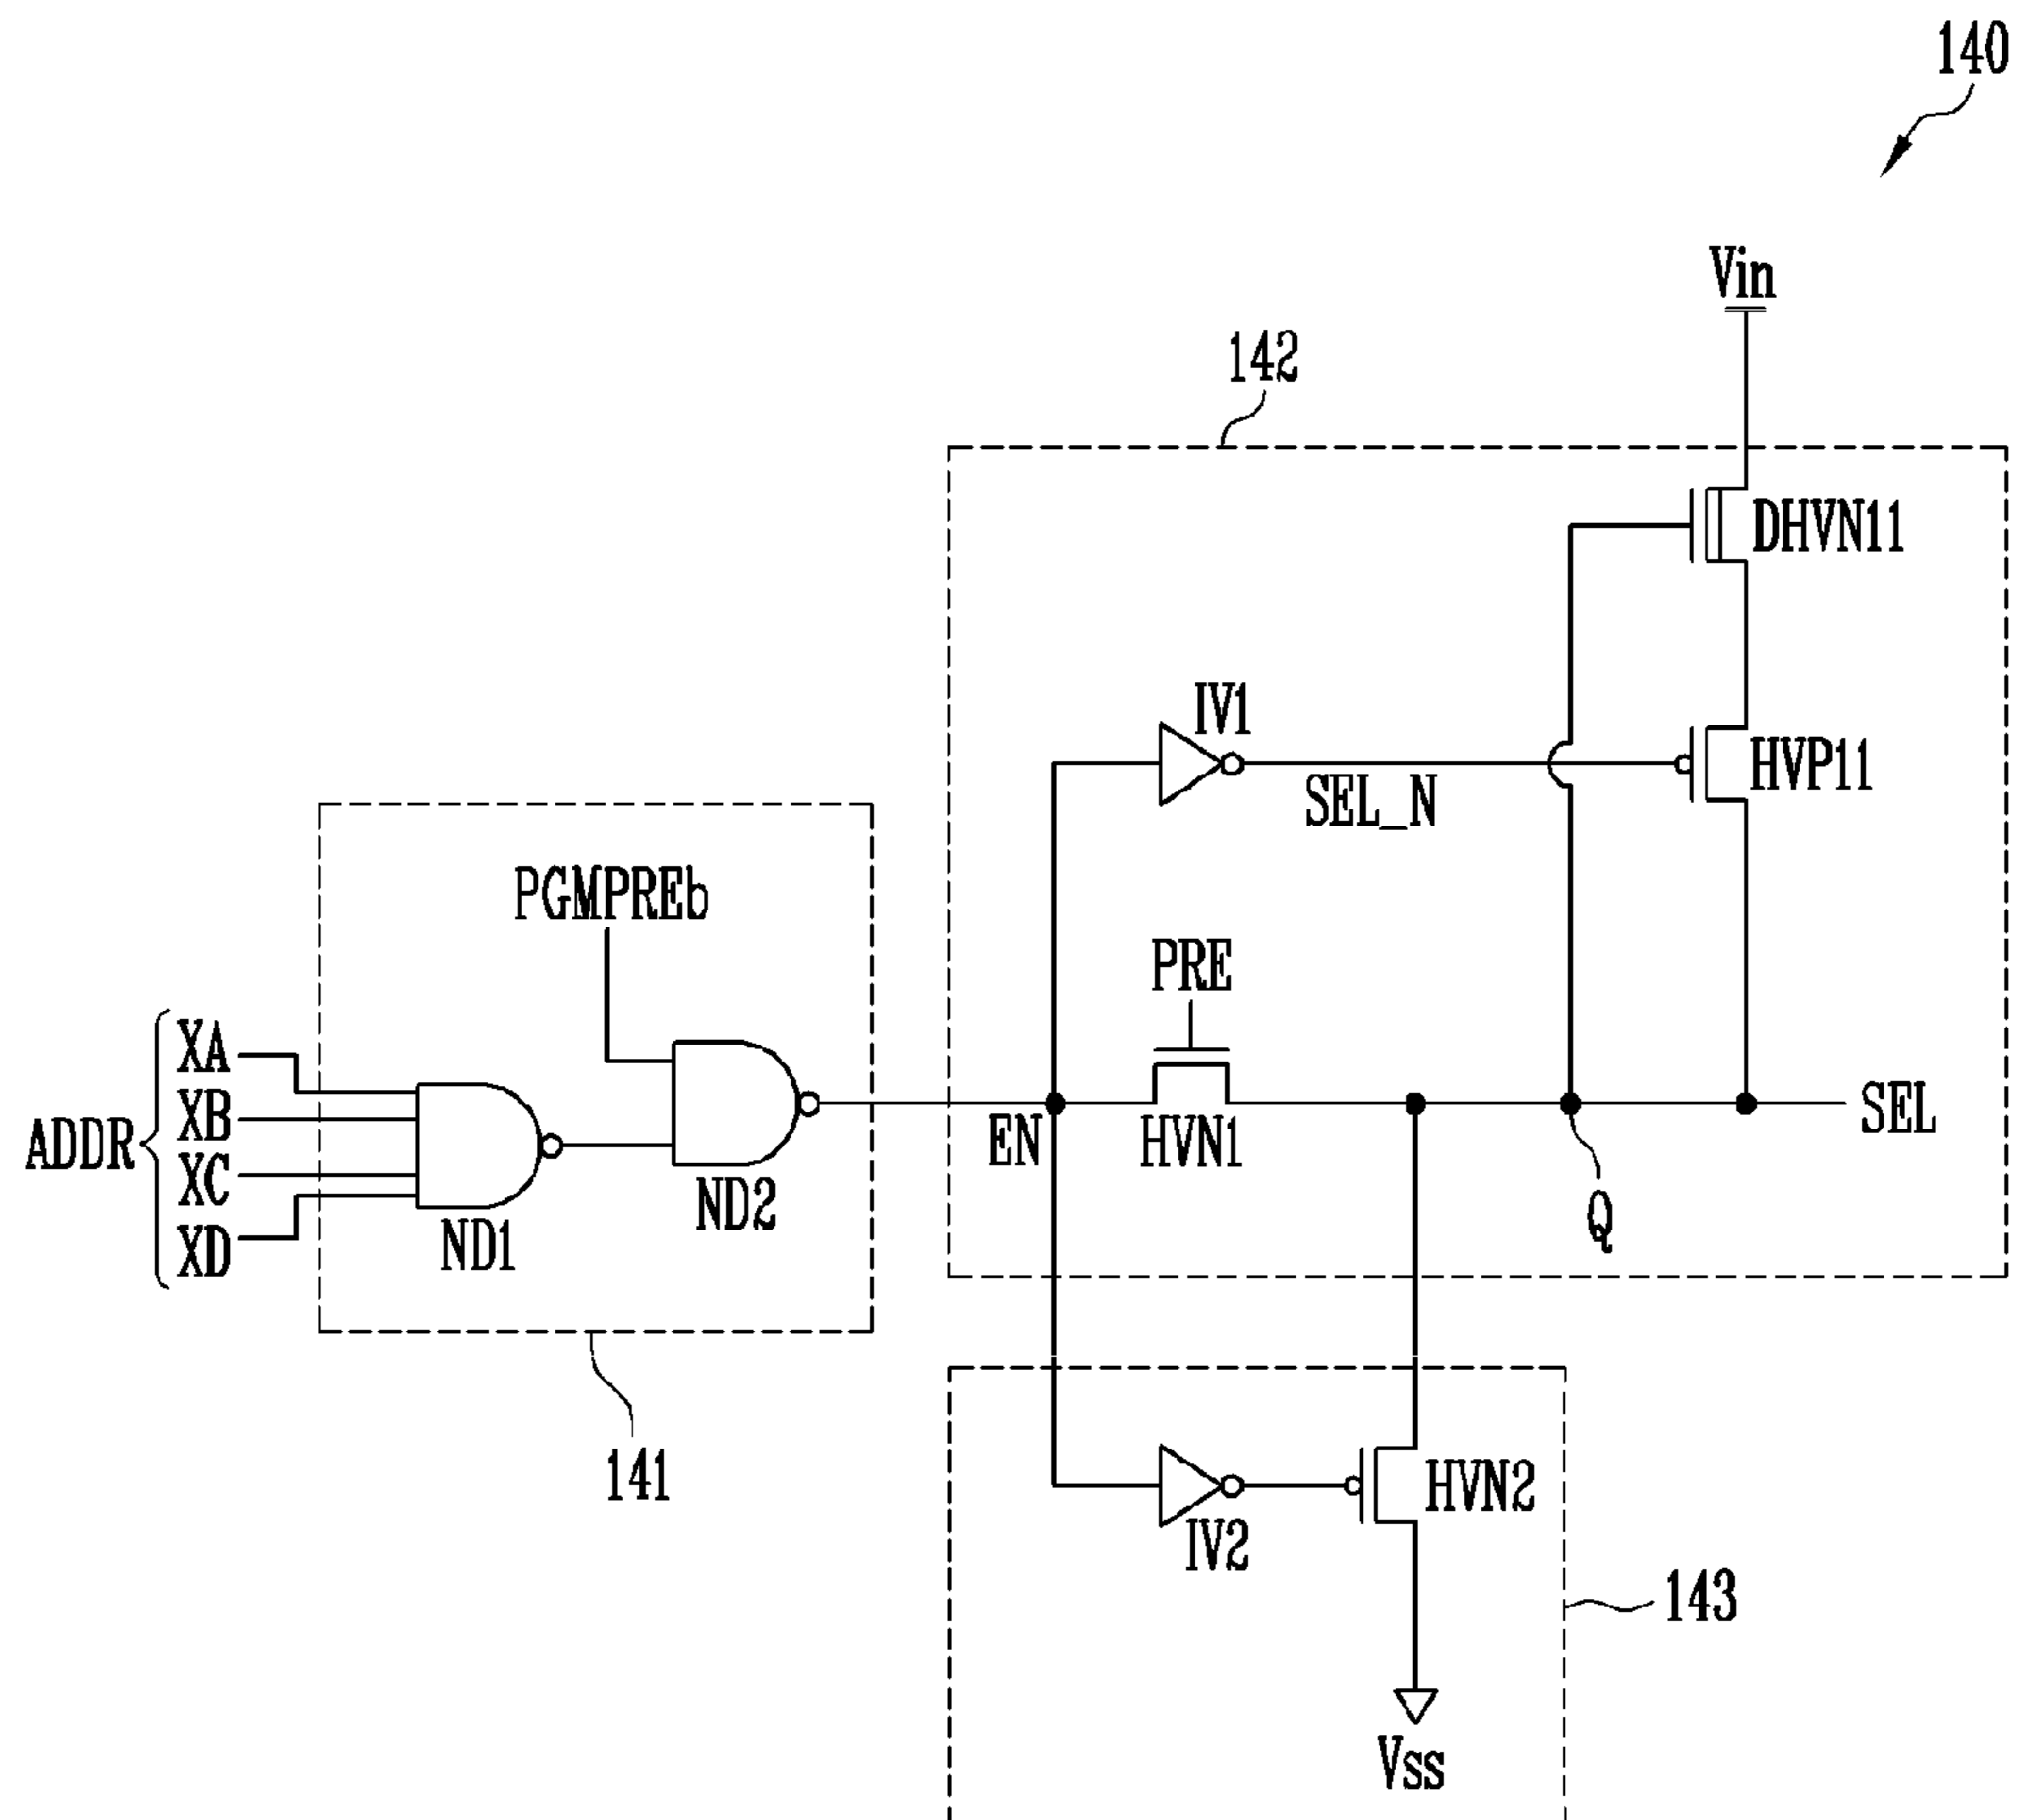 140
Vin
142
DHVN11
IV1
HVP11
SEL_N
PGMPREb
PRE
XA
XB
ADDR
XC
XD
ND1
ND2
EN
HVN1
SEL
Q
141
HVN2
IV2
143
Vss